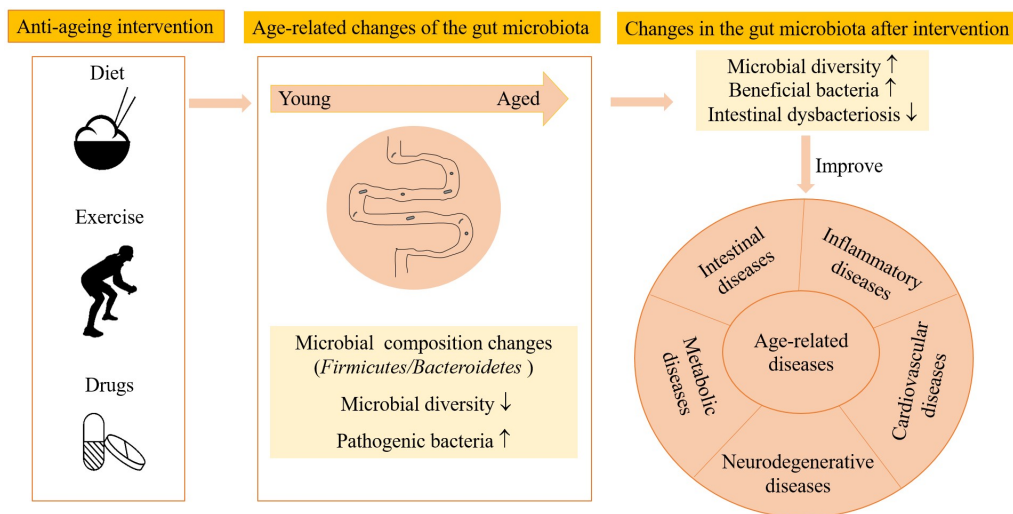 Anti-ageing intervention
Diet
Exercise
Drugs
Age-related changes of the gut microbiota
Young
Aged
Microbial composition changes
(Firmicutes/Bacteroidetes )
Microbial diversity ↓
Pathogenic bacteria ↑
Changes in the gut microbiota after intervention
Microbial diversity ↑
Beneficial bacteria ↑
Intestinal dysbacteriosis ↓
Improve
Intestinal
diseases
Inflammatory
diseases
Age-related
diseases
Metabolic
diseases
Cardiovascular
diseases
Neurodegenerative
diseases